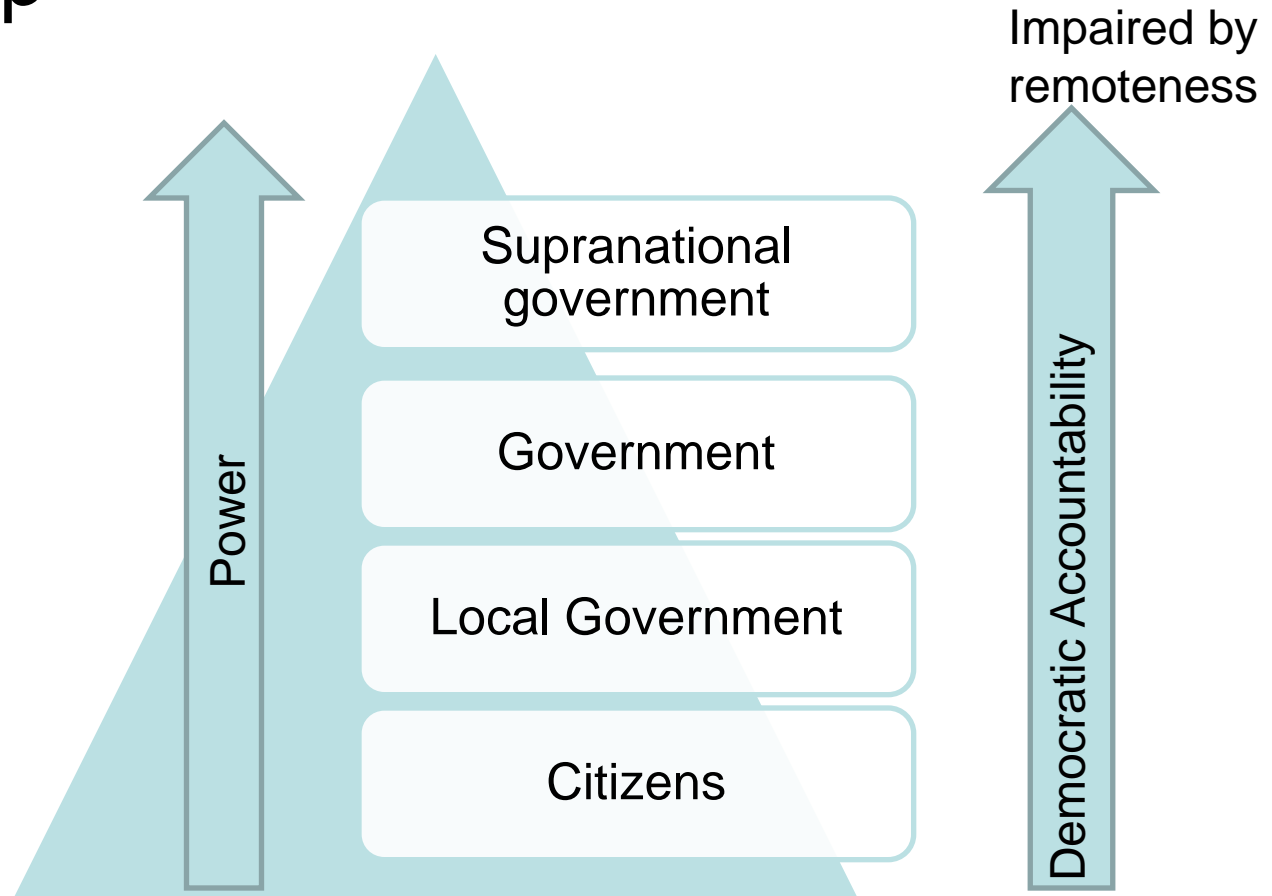 p
Impaired by
remoteness
Supranational
government
Government
Local Government
Citizens
Power
Democratic Accountability